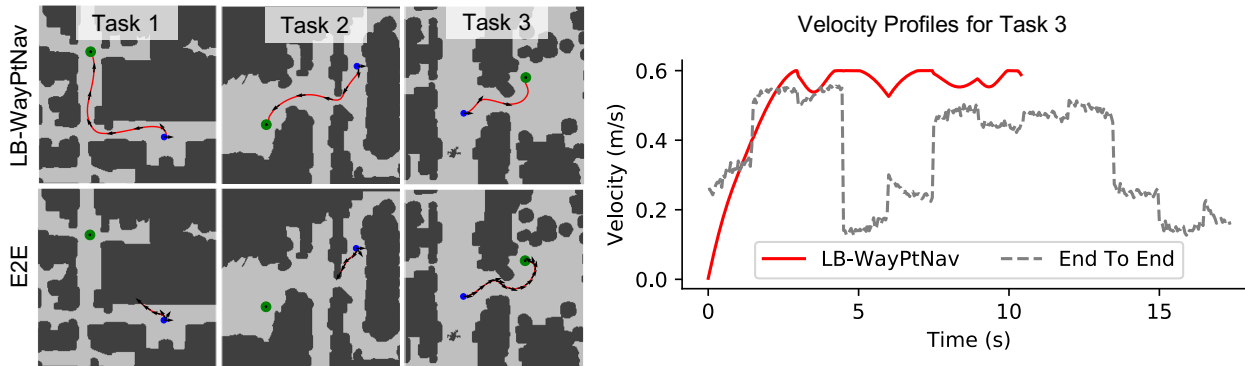 Task 1
Task 2
Task 3
LB-WayPtNav
E2E
Velocity Profiles for Task 3
Velocity (m/s)
0.6
0.4
0.2
0.0
LB-WayPtNav
End To End
0
5
10
15
Time (s)